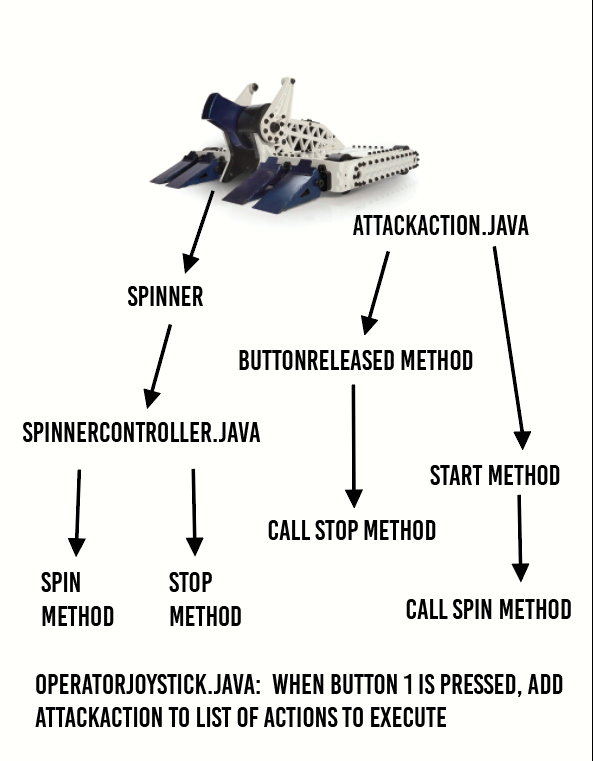 ATTACKACTION.JAVA
SPINNER
BUTTONRELEASED METHOD
SPINNERCONTROLLER.JAVA
START METHOD
CALL STOP METHOD
SPIN
METHOD
STOP
METHOD
CALL SPIN METHOD
OPERATORJOYSTICK.JAVA: WHEN BUTTON 1 IS PRESSED, ADD
ATTACKACTION TO LIST OF ACTIONS TO EXECUTE